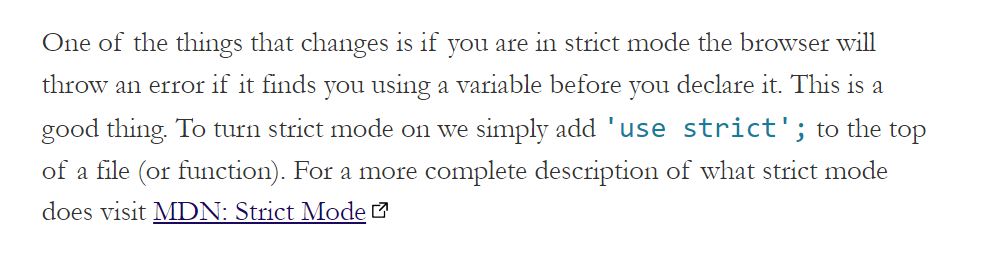 One of the things that changes is if you are in strict mode the browser will
throw an error if it finds you using a variable before you declare it. This is a
good thing. To turn strict mode on we simply add 'use strict'; to the top
of a file (or function). For a more complete description of what strict mode
does visit MDN: Strict Mode